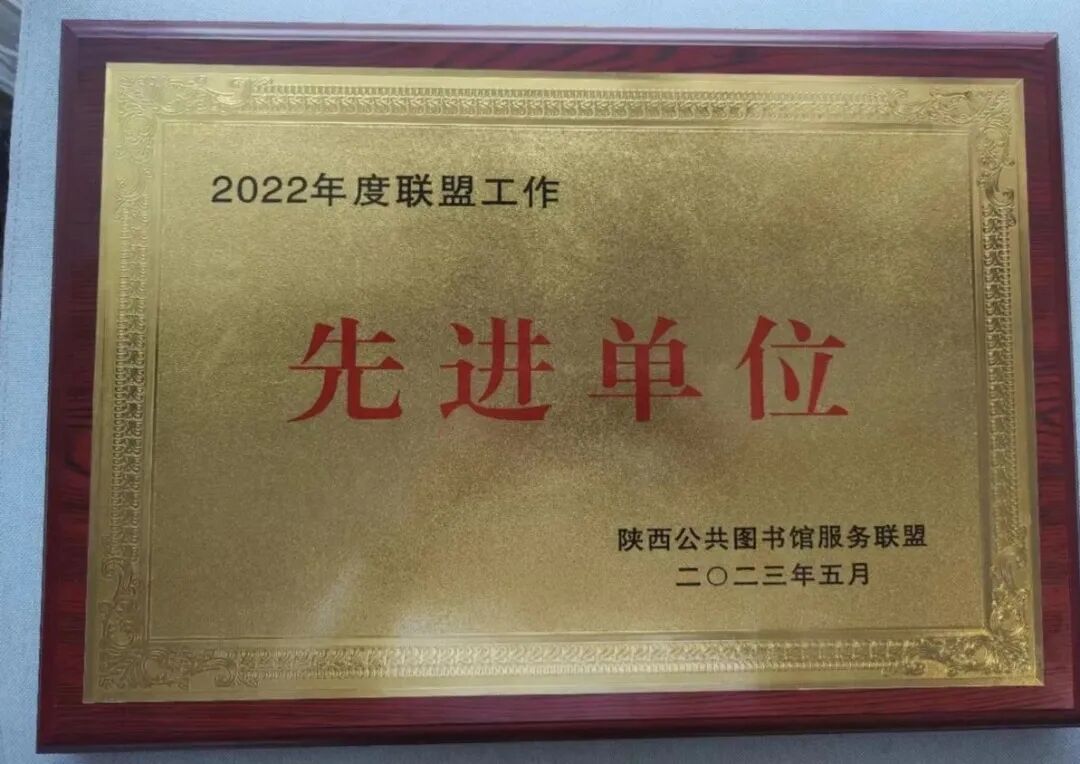 2022年度联盟工作
先进单位
陕西公共图书馆服务联盟
二〇二三年五月